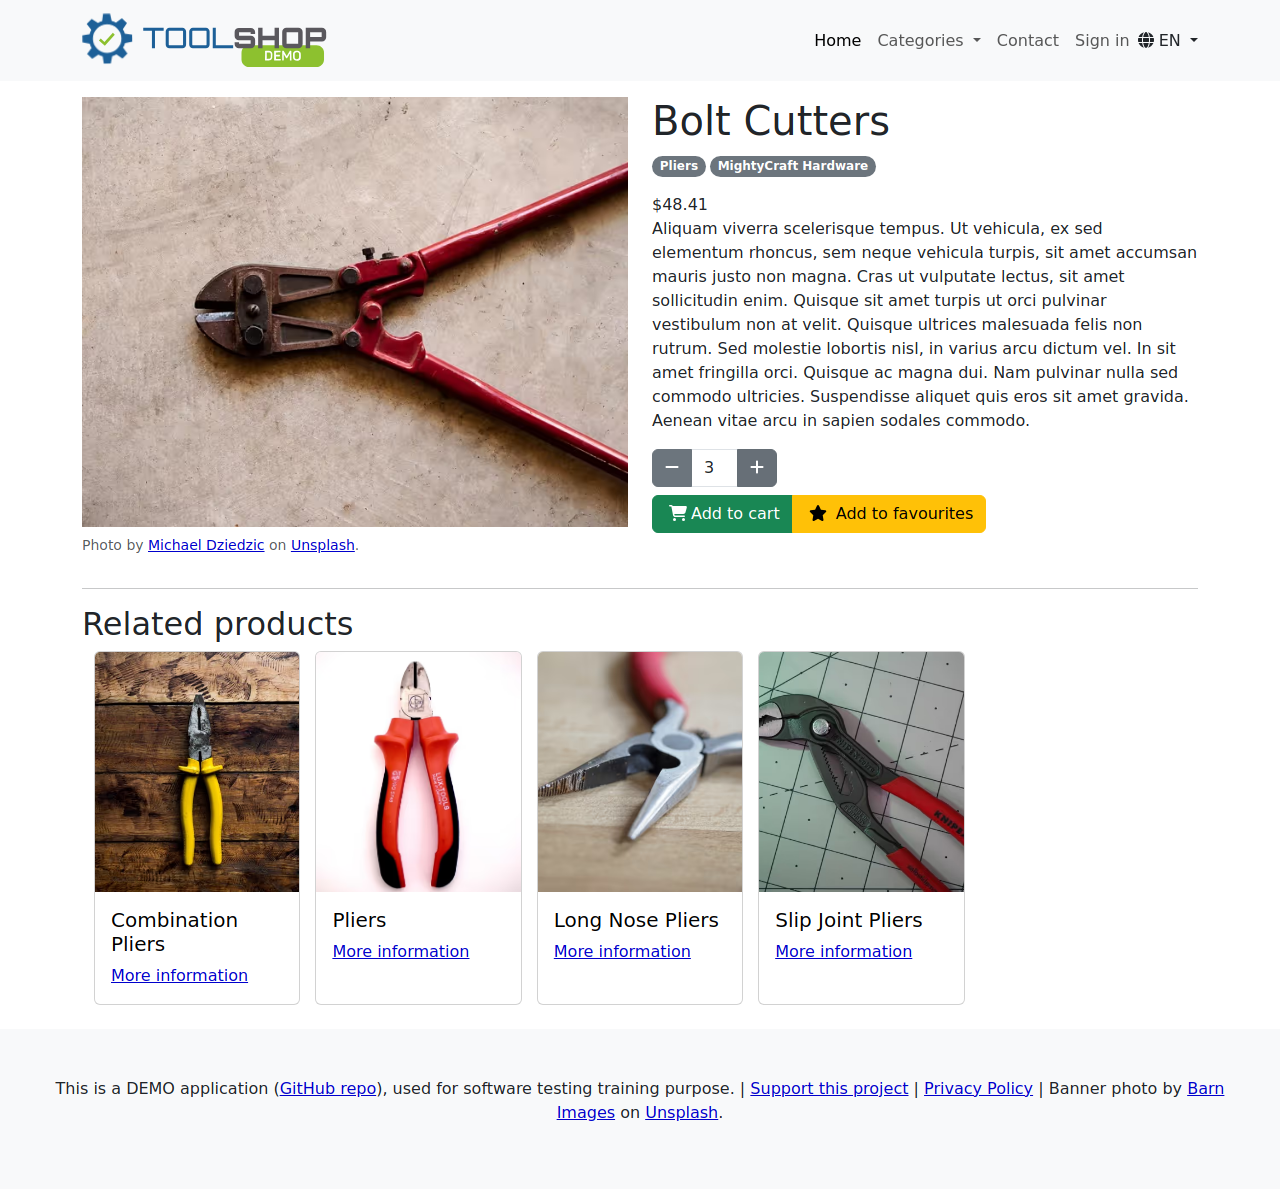 TOOLSHOP
DEMO
Home Categories Contact Sign in EN
Bolt Cutters
Pliers MightyCraft Hardware
$48.41
Aliquam viverra scelerisque tempus. Ut vehicula, ex sed
elementum rhoncus, sem neque vehicula turpis, sit amet accumsan
mauris justo non magna. Cras ut vulputate lectus, sit amet
sollicitudin enim. Quisque sit amet turpis ut orci pulvinar
vestibulum non at velit. Quisque ultrices malesuada felis non
rutrum. Sed molestie lobortis nisl, in varius arcu dictum vel. In sit
amet fringilla orci. Quisque ac magna dui. Nam pulvinar nulla sed
commodo ultricies. Suspendisse aliquet quis eros sit amet gravida.
Aenean vitae arcu in sapien sodales commodo.
3
Add to cart Add to favourites
Photo by Michael Dziedzic on Unsplash.
Related products
LUX-TOOLS
KNIPEX
Combination
Pliers
More information
Pliers
More information
Long Nose Pliers
More information
Slip Joint Pliers
More information
This is a DEMO application (GitHub repo), used for software testing training purpose. | Support this project | Privacy Policy | Banner photo by Barn
Images on Unsplash.